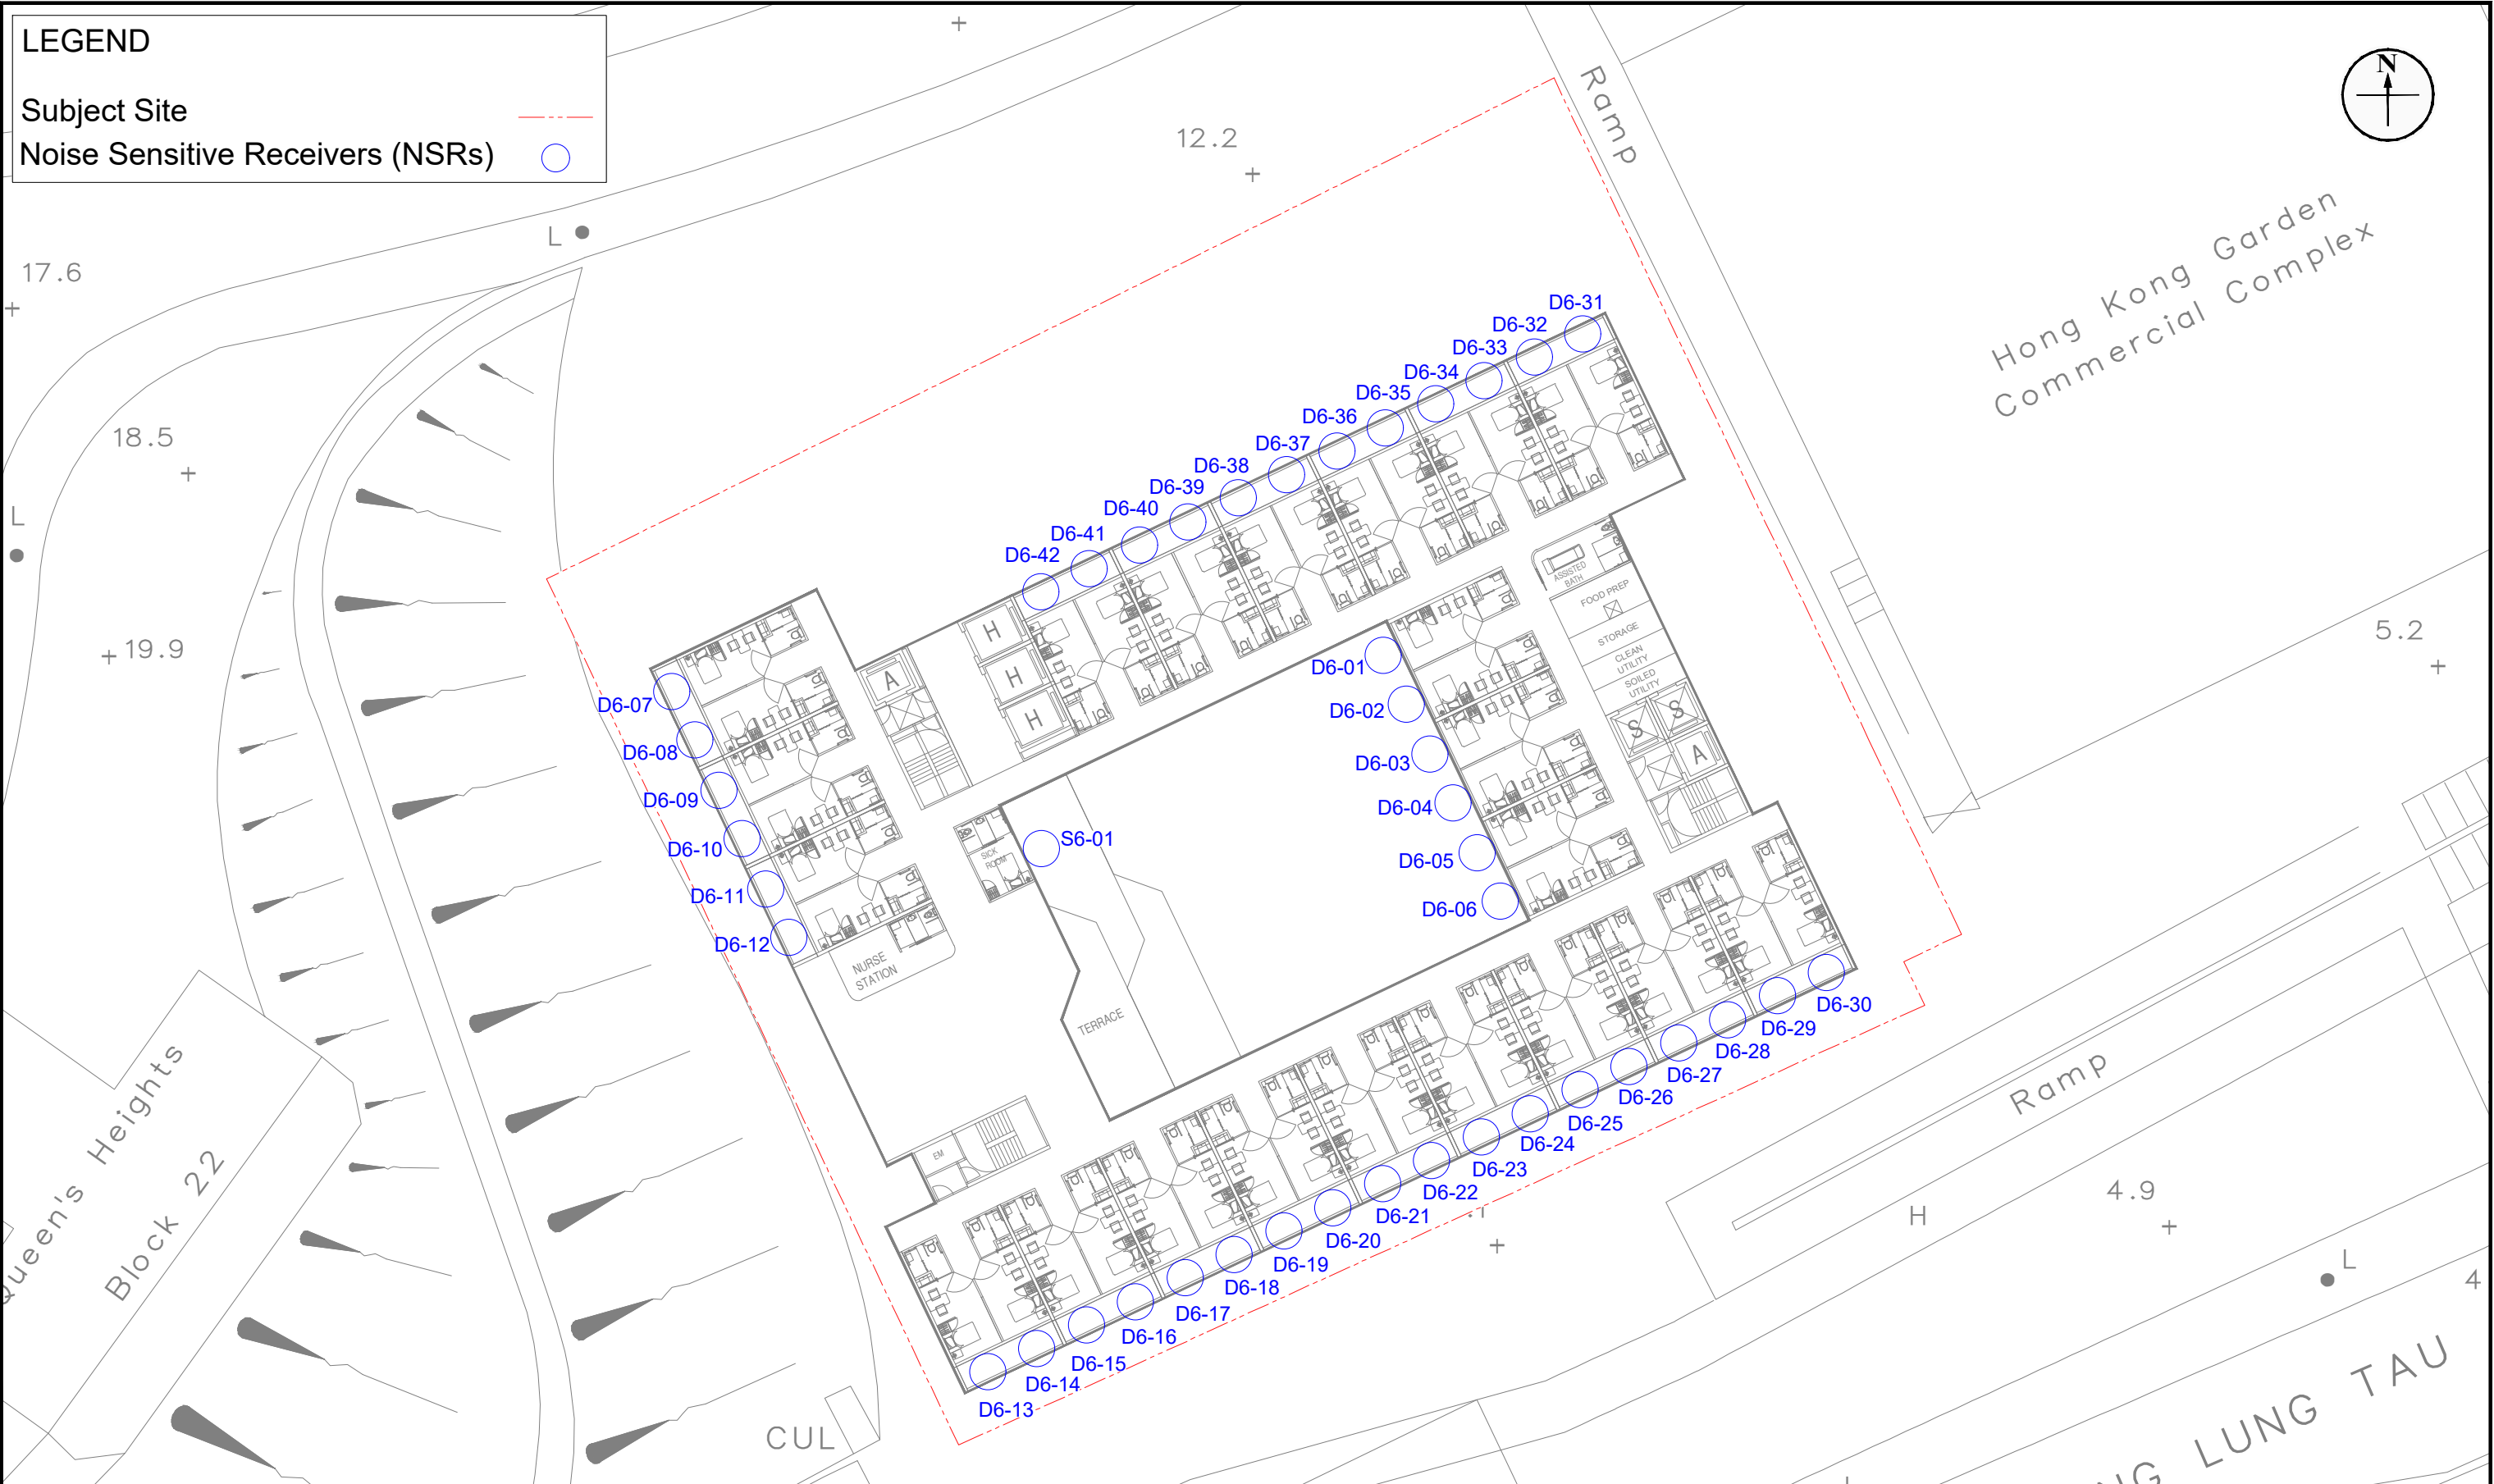 LEGEND
Subject Site
Noise Sensitive Receivers (NSRs)
N
Ramp
12.2
Hong Kong Garden
Commercial Complex
L
17.6
18.5
L
19.9
5.2
D6-31
D6-32
D6-33
D6-34
D6-35
D6-36
D6-37
D6-38
D6-39
D6-40
D6-41
D6-42
H
H
H
A
ASSISTED
BATH
FOOD PREP
STORAGE
CLEAN
UTILITY
SOILED
UTILITY
S
S
A
D6-01
D6-02
D6-03
D6-04
D6-05
D6-06
D6-07
D6-08
D6-09
D6-10
D6-11
D6-12
S6-01
SICK
ROOM
NURSE
STATION
TERRACE
EM
D6-30
D6-29
D6-28
D6-27
D6-26
D6-25
D6-24
D6-23
D6-22
D6-21
D6-20
D6-19
D6-18
D6-17
D6-16
D6-15
D6-14
D6-13
Queen's Heights
Block 22
CUL
Ramp
H
4.9
L
4
LUNG TAU